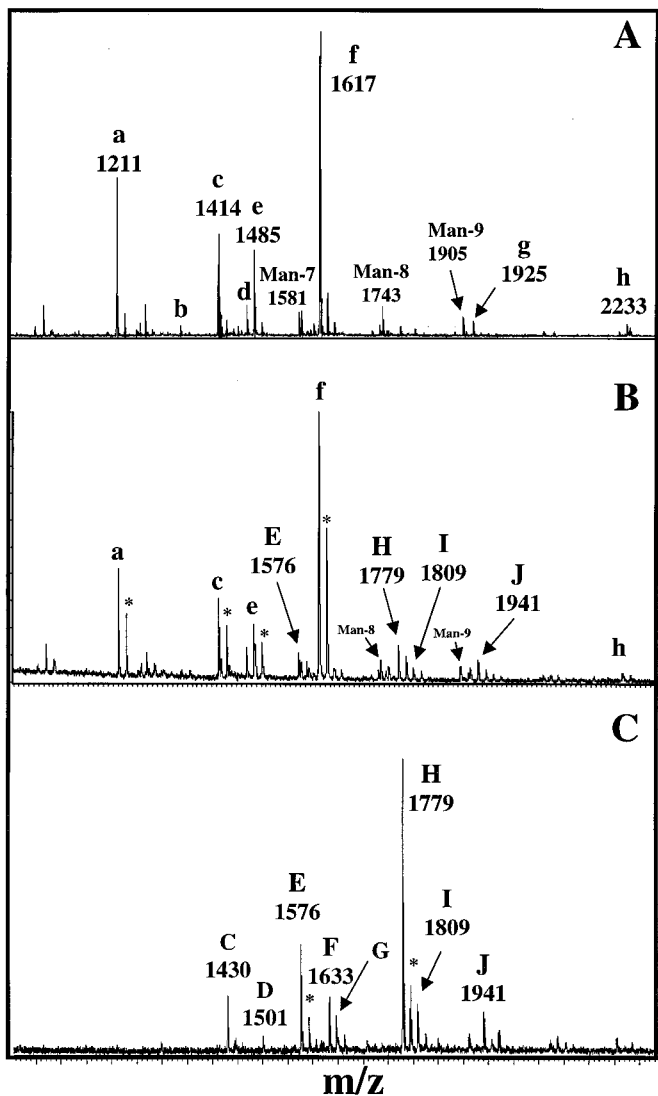 A
f
1617
a
1211
c
1414
e
1485
b
d
Man-7
1581
Man-8
1743
Man-9
1905
g
1925
h
2233
B
f
a
*
c
*
e
*
E
1576
*
Man-8
H
1779
I
1809
Man-9
J
1941
h
C
C
1430
D
1501
E
1576
*
F
1633
G
H
1779
*
I
1809
J
1941
m/z